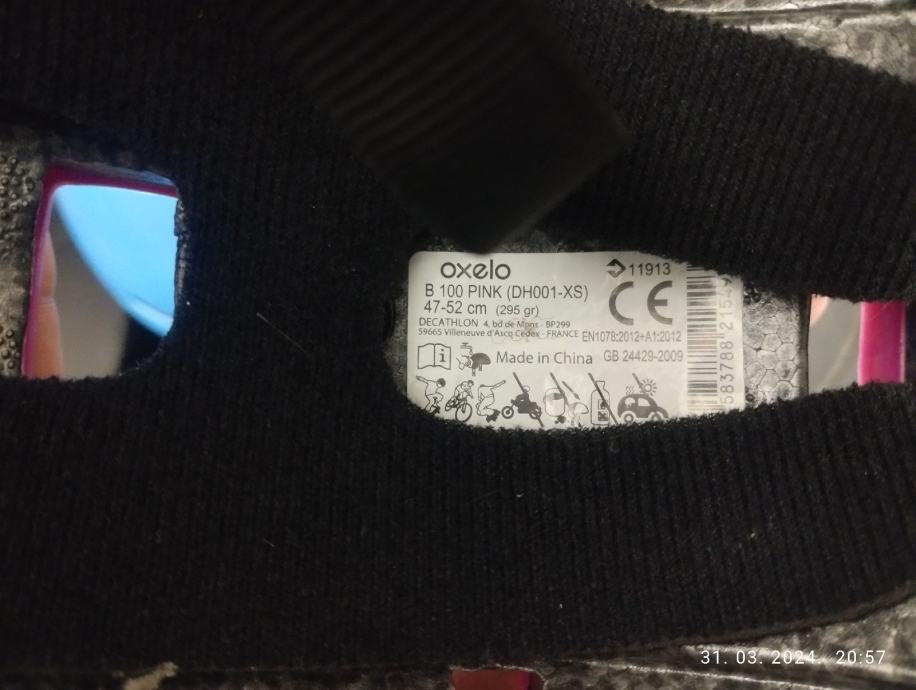 oxelo
11913
B 100 PINK (DH001-XS)
47-52 cm (295 gr)
CE
DECATHLON 4, bd de Mons - BP299
59665 Villeneuve d'Ascq Cedex - FRANCE
EN1078:2012+A1:2012
Made in China
GB 24429-2009
31. 03. 2024. 20:57